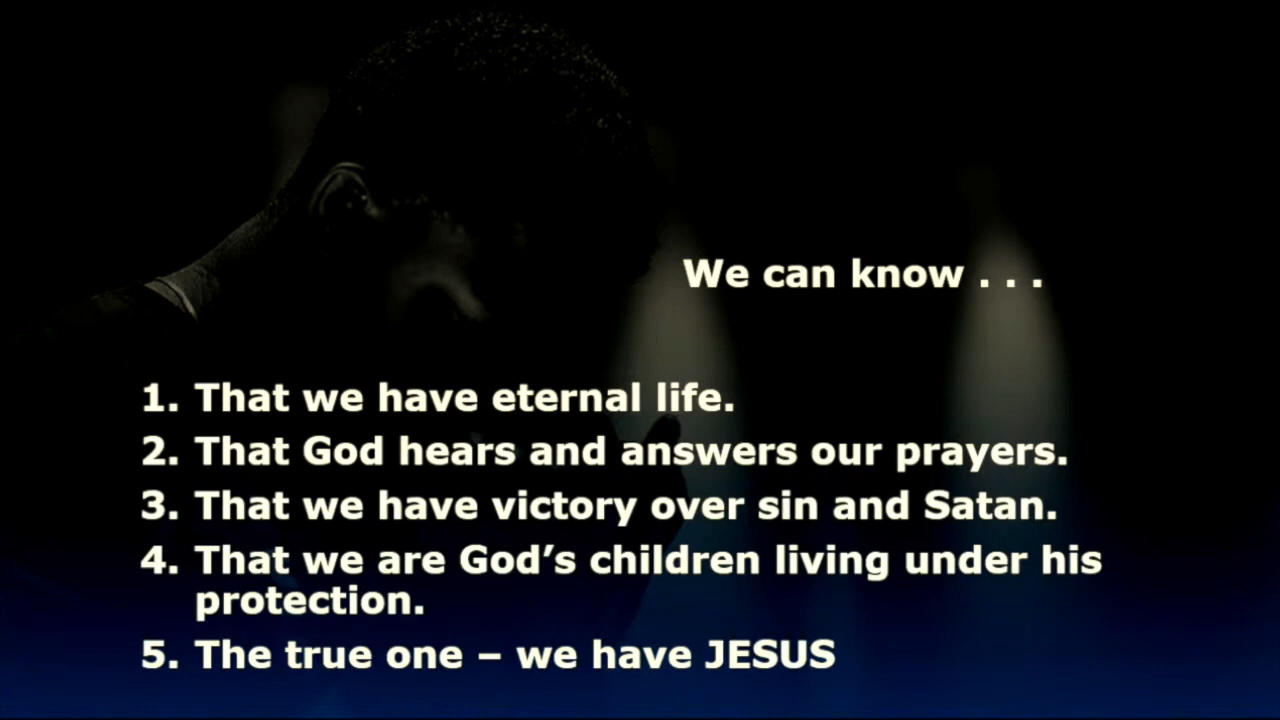 We can know . . .
1. That we have eternal life.
2. That God hears and answers our prayers.
3. That we have victory over sin and Satan.
4. That we are God’s children living under his
protection.
5. The true one – we have JESUS